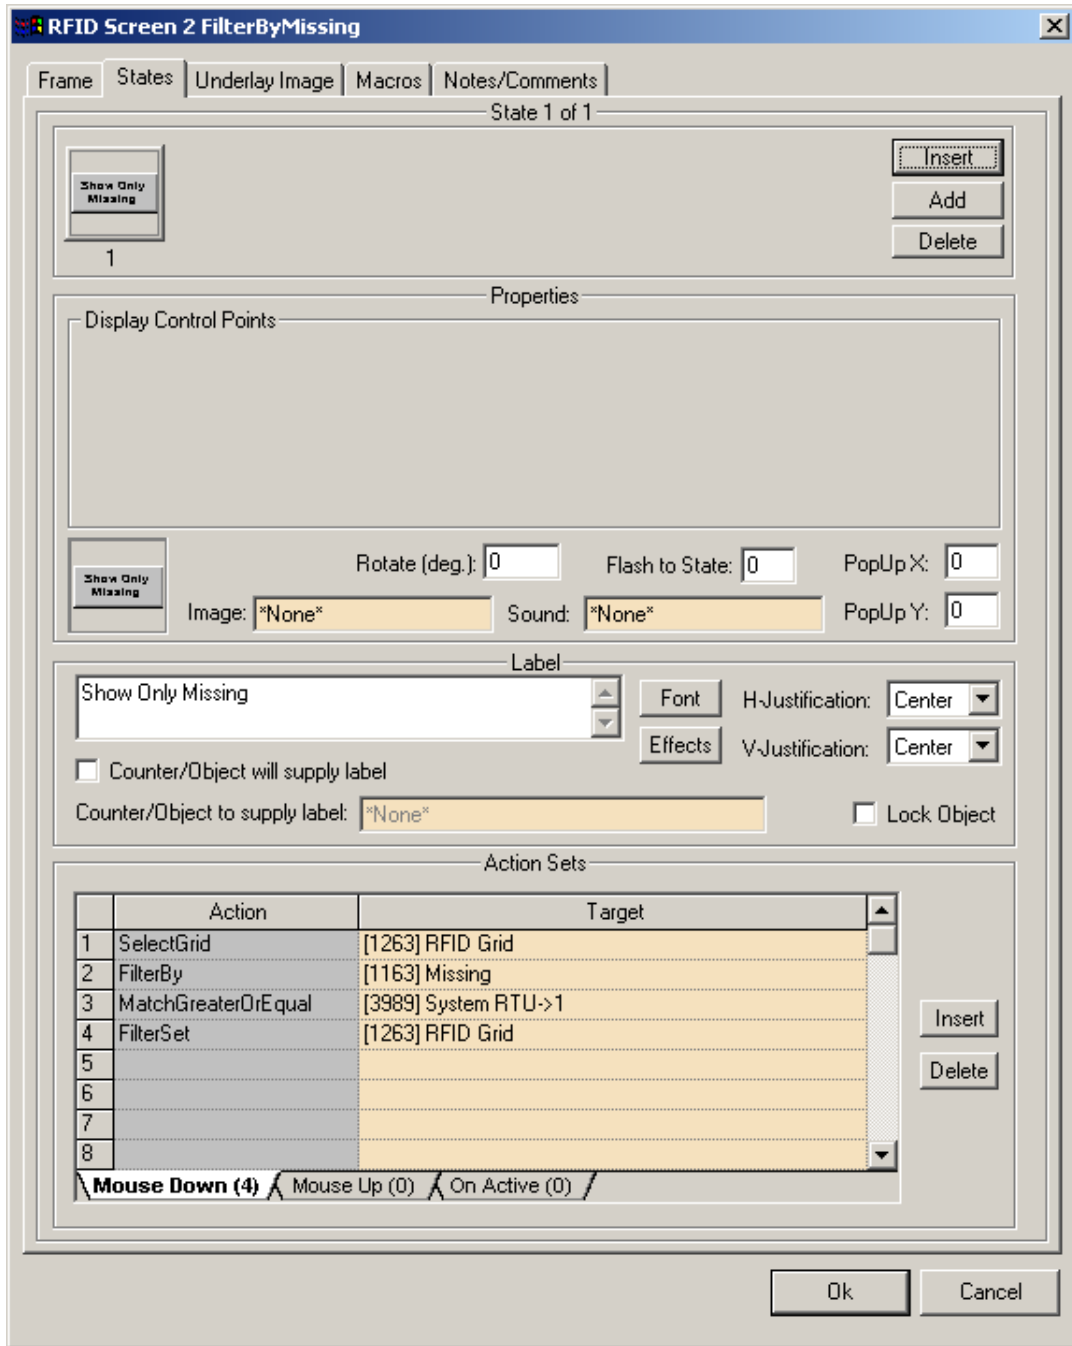 RFID Screen 2 FilterByMissing
Frame States Underlay Image Macros Notes/Comments
State 1 of 1
Show Only
Missing
1
Insert
Add
Delete
Properties
Display Control Points
Show Only
Missing
Rotate (deg.): 0 Flash to State: 0 PopUp X: 0
Image: *None* Sound: *None* PopUp Y: 0
Label
Show Only Missing
Font H-Justification: Center
Effects V-Justification: Center
Counter/Object will supply label
Counter/Object to supply label: *None* Lock Object
Action Sets
Action Target
1 SelectGrid [1263] RFID Grid
2 FilterBy [1163] Missing
3 MatchGreaterOrEqual [3989] System RTU->1
4 FilterSet [1263] RFID Grid
5
6
7
8
Insert
Delete
Mouse Down (4) Mouse Up (0) On Active (0)
Ok Cancel